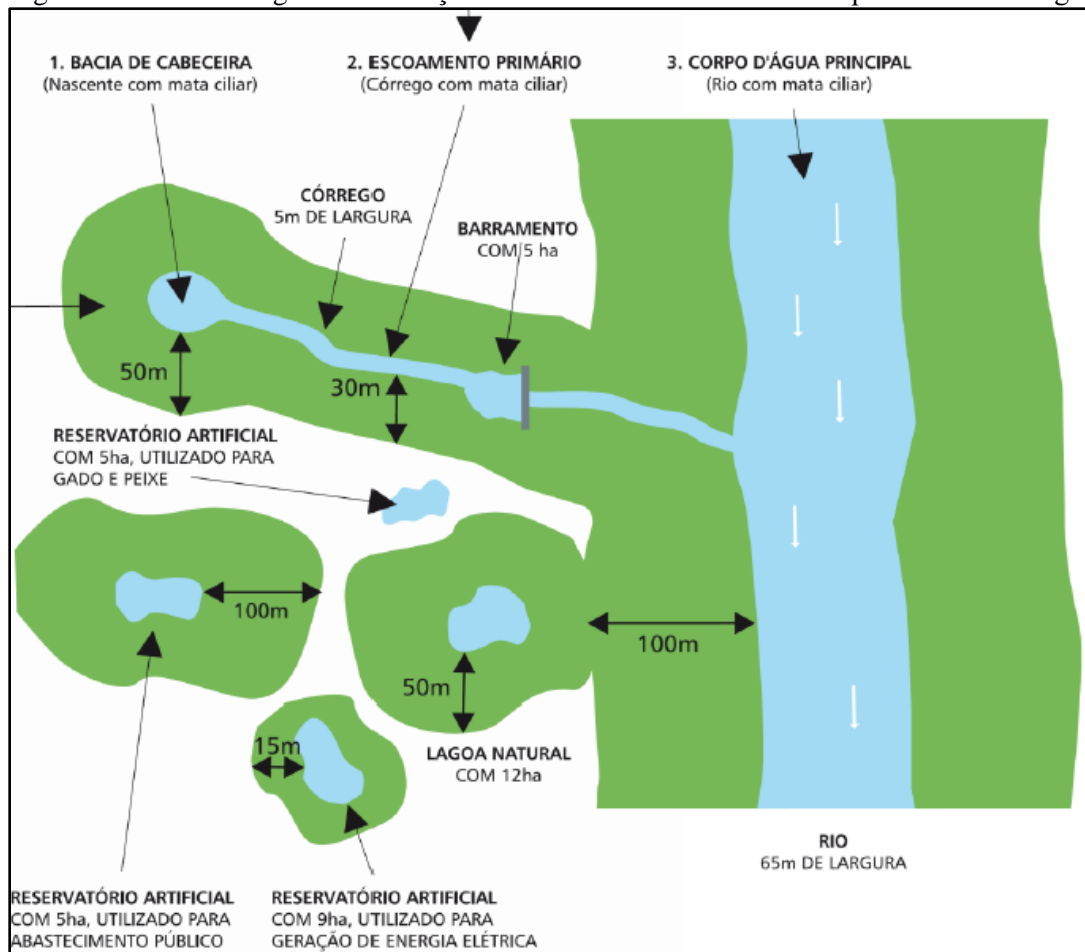 1. BACIA DE CABECEIRA
(Nascente com mata ciliar)
2. ESCOAMENTO PRIMÁRIO
(Córrego com mata ciliar)
3. CORPO D'ÁGUA PRINCIPAL
(Rio com mata ciliar)
CÓRREGO
5m DE LARGURA
BARRAMENTO
COM 5 ha
50m
30m
RESERVATÓRIO ARTIFICIAL
COM 5ha, UTILIZADO PARA
GADO E PEIXE
100m
100m
50m
15m
LAGOA NATURAL
COM 12ha
RIO
65m DE LARGURA
RESERVATÓRIO ARTIFICIAL
COM 5ha, UTILIZADO PARA
ABASTECIMENTO PÚBLICO
RESERVATÓRIO ARTIFICIAL
COM 9ha, UTILIZADO PARA
GERAÇÃO DE ENERGIA ELÉTRICA